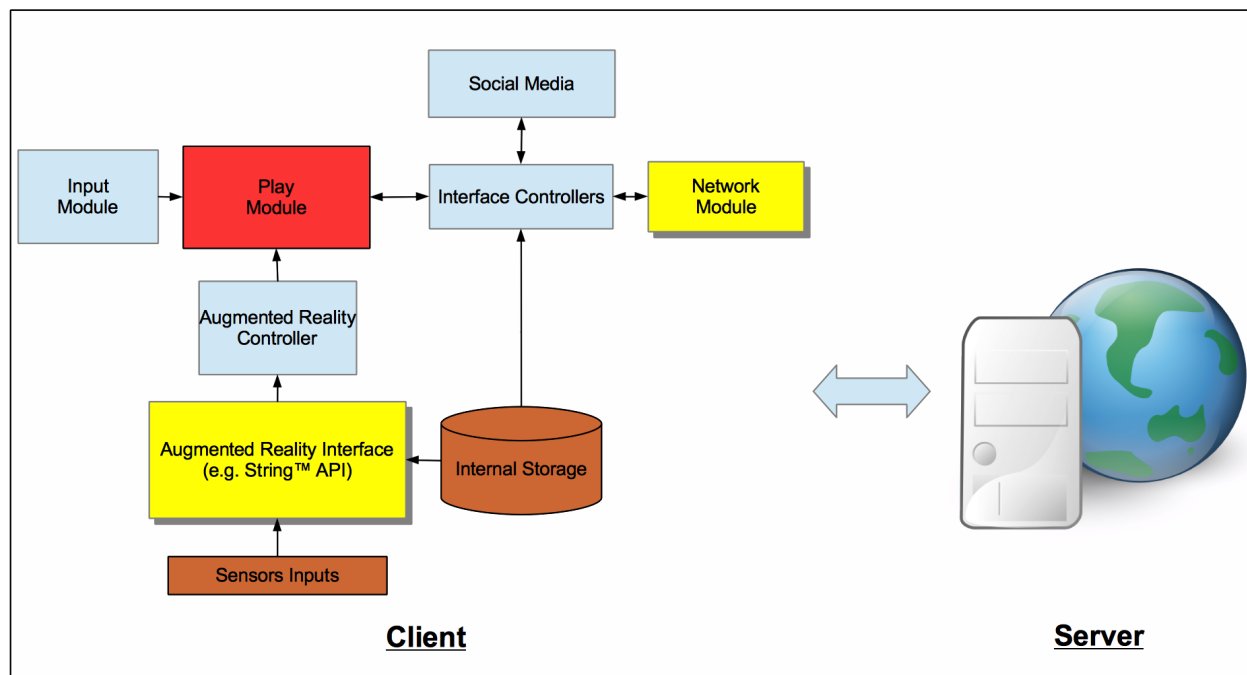 Social Media
Input
Module
Play
Module
Interface Controllers
Network
Module
Augmented Reality
Controller
Augmented Reality Interface
(e.g. String™ API)
Internal Storage
Sensors Inputs
Client
Server